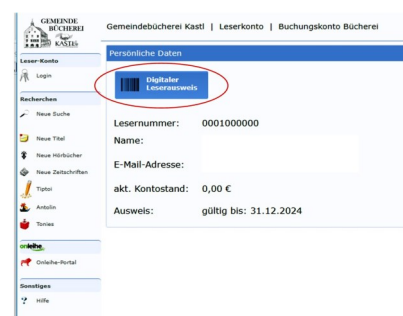 GEMEINDE
BÜCHEREI
KASTL
Gemeindebücherei Kastl | Leserkonto | Buchungskonto Bücherei
Leser-Konto
Login
Recherchen
Neue Suche
Neue Titel
Neue Hörbücher
Neue Zeitschriften
Tiptoi
Antolin
Tonies
onleihe
Onleihe-Portal
Sonstiges
? Hilfe
Persönliche Daten
Digitaler
Leserausweis
Lesernummer: 0001000000
Name:
E-Mail-Adresse:
akt. Kontostand: 0,00 €
Ausweis: gültig bis: 31.12.2024